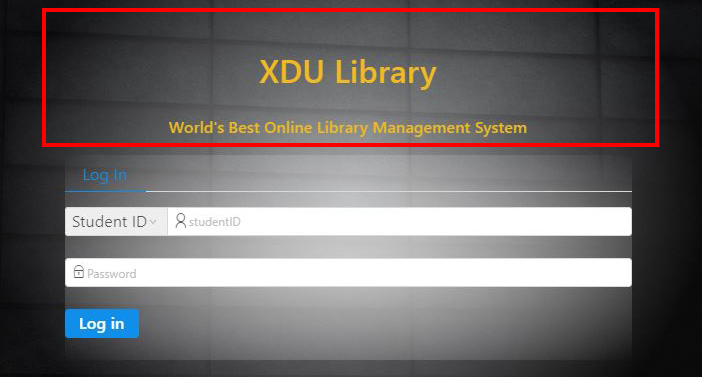 XDU Library
World's Best Online Library Management System
Log In
Student ID studentID
Password
Log in